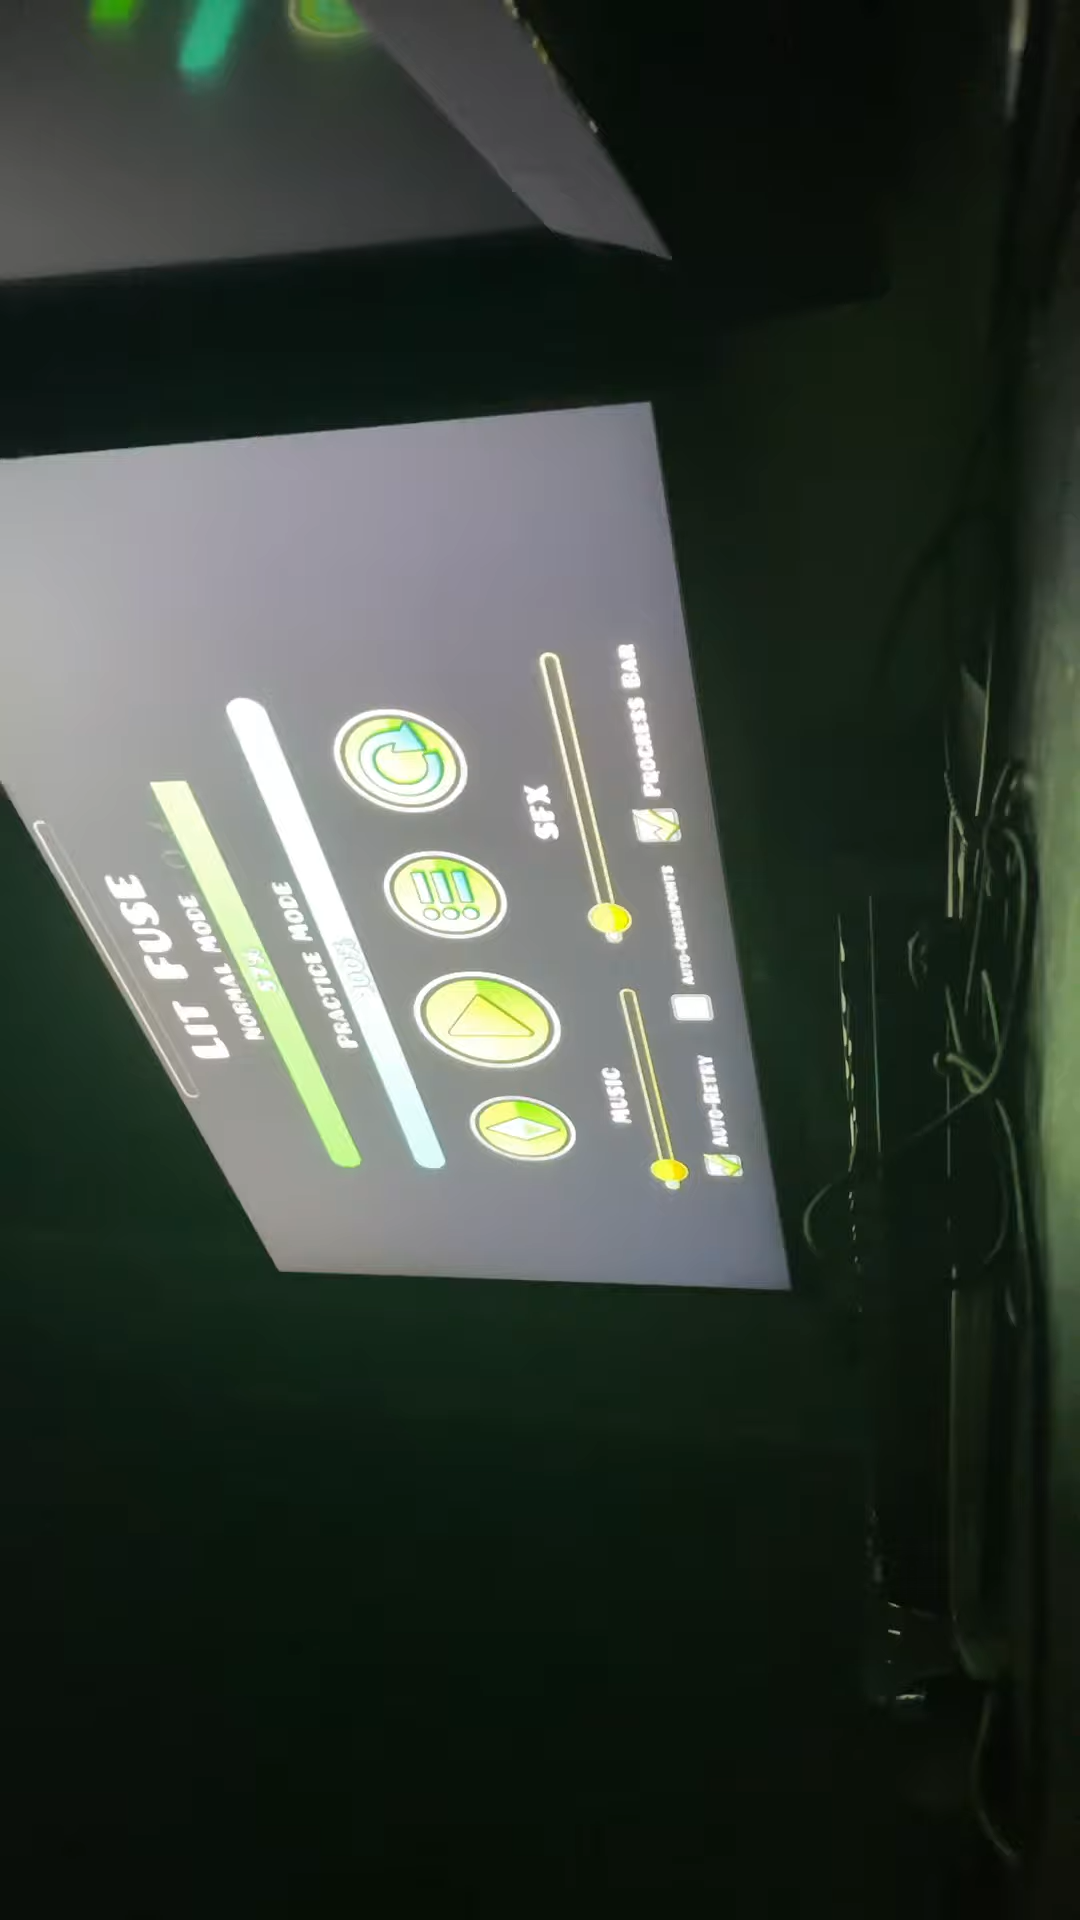 LIT FUSE
NORMAL MODE
57%
PRACTICE MODE
100%
MUSIC
SFX
AUTO-RETRY
AUTO-CHECKPOINTS
PROGRESS BAR